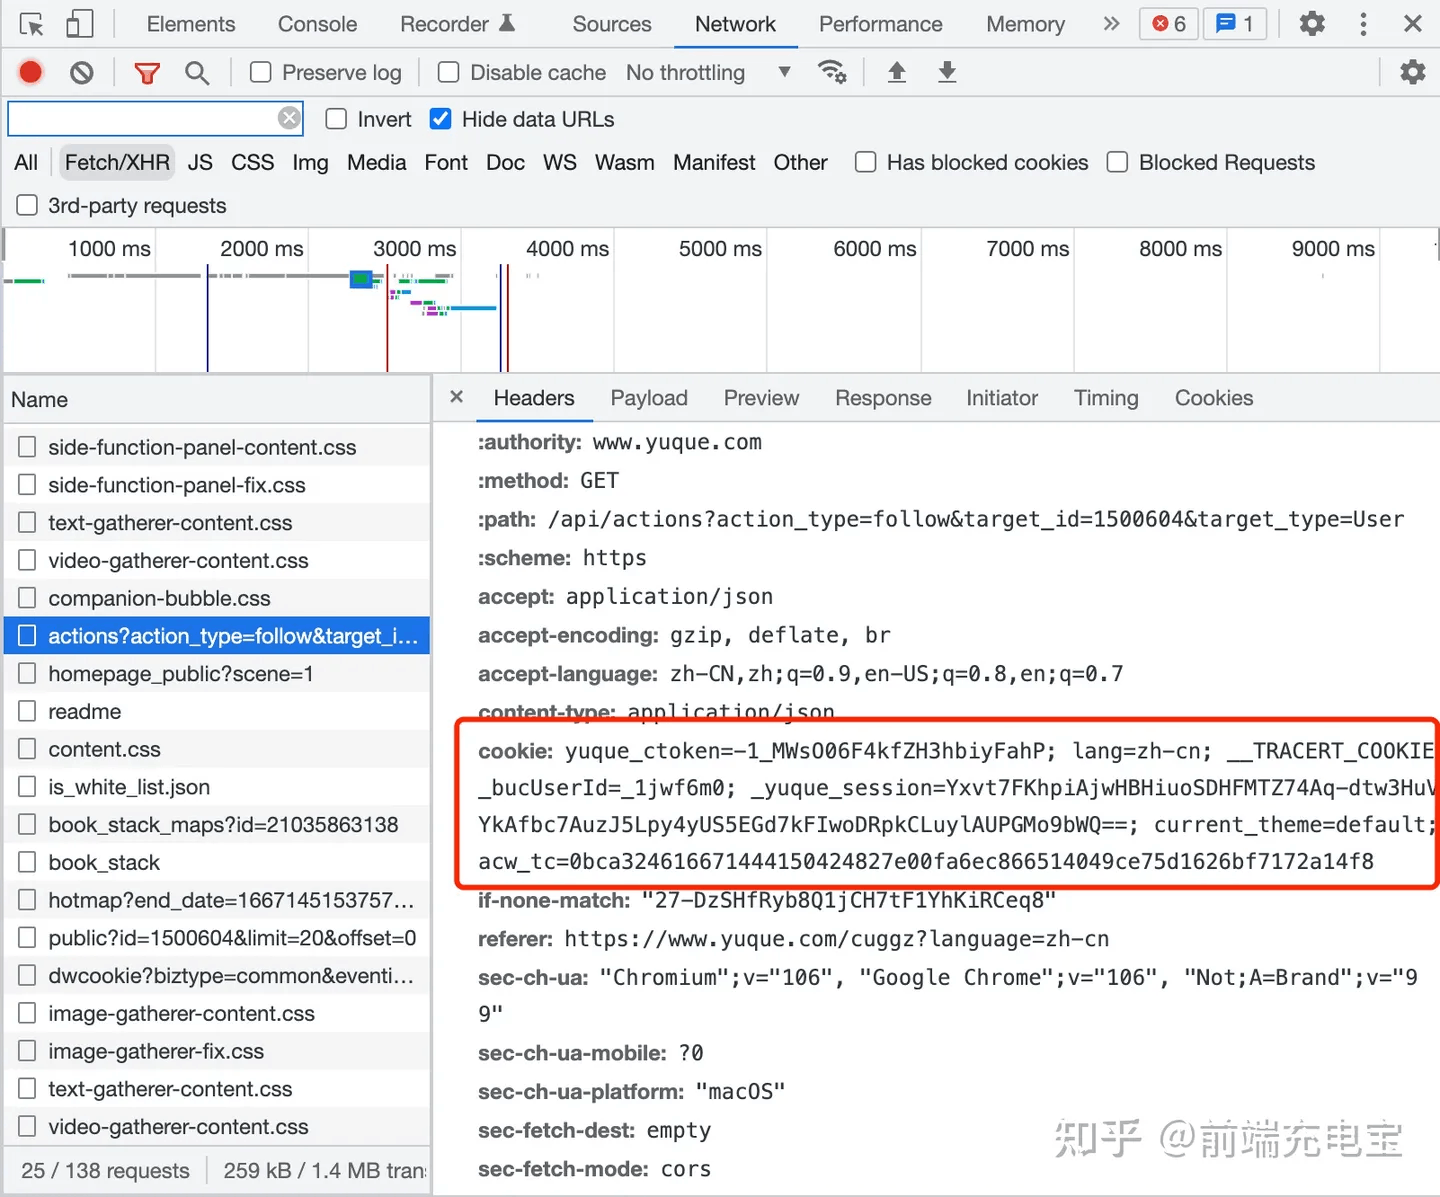 Elements Console Recorder Sources Network Performance Memory » 6 1
Preserve log Disable cache No throttling
Invert Hide data URLs
All Fetch/XHR JS CSS Img Media Font Doc WS Wasm Manifest Other Has blocked cookies Blocked Requests
3rd-party requests
1000 ms 2000 ms 3000 ms 4000 ms 5000 ms 6000 ms 7000 ms 8000 ms 9000 ms
Name
side-function-panel-content.css
side-function-panel-fix.css
text-gatherer-content.css
video-gatherer-content.css
companion-bubble.css
actions?action_type=follow&target_i...
homepage_public?scene=1
readme
content.css
is_white_list.json
book_stack_maps?id=21035863138
book_stack
hotmap?end_date=1667145153757...
public?id=1500604&limit=20&offset=0
dwcookie?biztype=common&eventi...
image-gatherer-content.css
image-gatherer-fix.css
text-gatherer-content.css
video-gatherer-content.css
25 / 138 requests 259 kB / 1.4 MB tran
Headers Payload Preview Response Initiator Timing Cookies
:authority: www.yuque.com
:method: GET
:path: /api/actions?action_type=follow&target_id=1500604&target_type=User
:scheme: https
accept: application/json
accept-encoding: gzip, deflate, br
accept-language: zh-CN,zh;q=0.9,en-US;q=0.8,en;q=0.7
content-type: application/json
cookie: yuque_ctoken=-1_MWsO06F4kfZH3hbiyFahP; lang=zh-cn; __TRACERT_COOKIE
_bucUserId=_1jwf6m0; _yuque_session=Yxvt7FKhpiAjwHBHiuoSDHFMTZ74Aq-dtw3HuV
YkAfbc7AuzJ5Lpy4yUS5EGd7kFIwoDRpkCLuylAUPGMo9bWQ==; current_theme=default;
acw_tc=0bca324616671444150424827e00fa6ec866514049ce75d1626bf7172a14f8
if-none-match: "27-DzSHfRyb8Q1jCH7tF1YhKiRCeq8"
referer: https://www.yuque.com/cuggz?language=zh-cn
sec-ch-ua: "Chromium";v="106", "Google Chrome";v="106", "Not;A=Brand";v="9
9"
sec-ch-ua-mobile: ?0
sec-ch-ua-platform: "macOS"
sec-fetch-dest: empty
sec-fetch-mode: cors
知乎 @前端充电宝